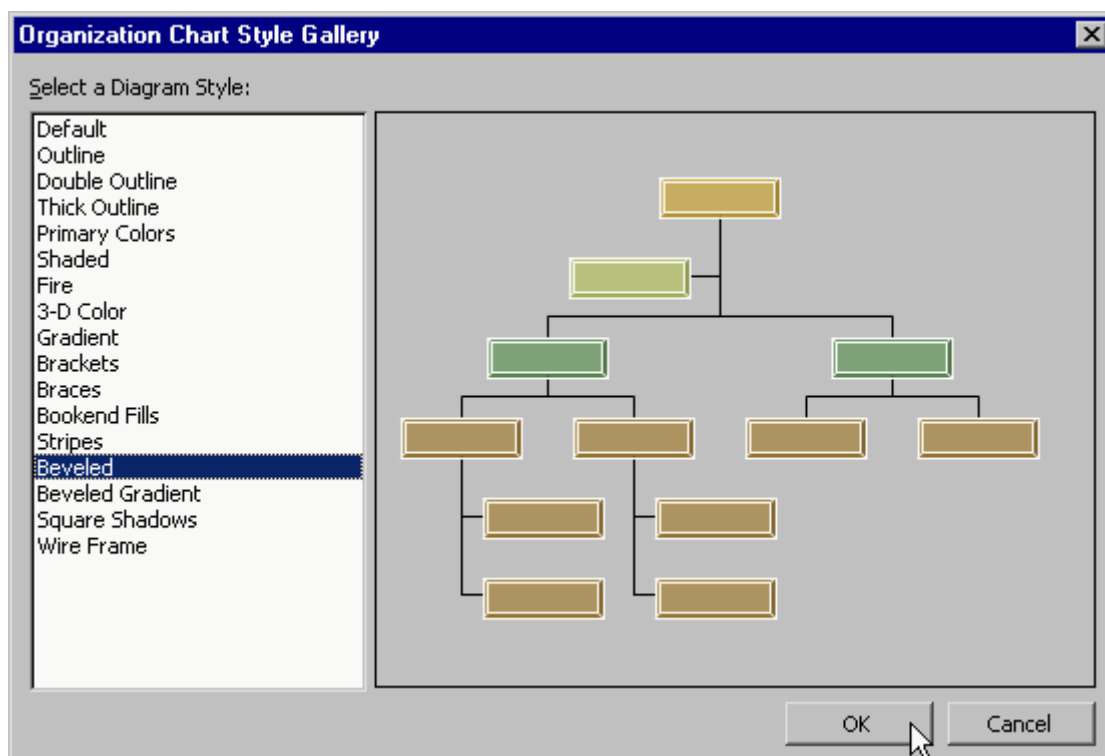 Organization Chart Style Gallery
Select a Diagram Style:
Default
Outline
Double Outline
Thick Outline
Primary Colors
Shaded
Fire
3-D Color
Gradient
Brackets
Braces
Bookend Fills
Stripes
Beveled
Beveled Gradient
Square Shadows
Wire Frame
OK Cancel